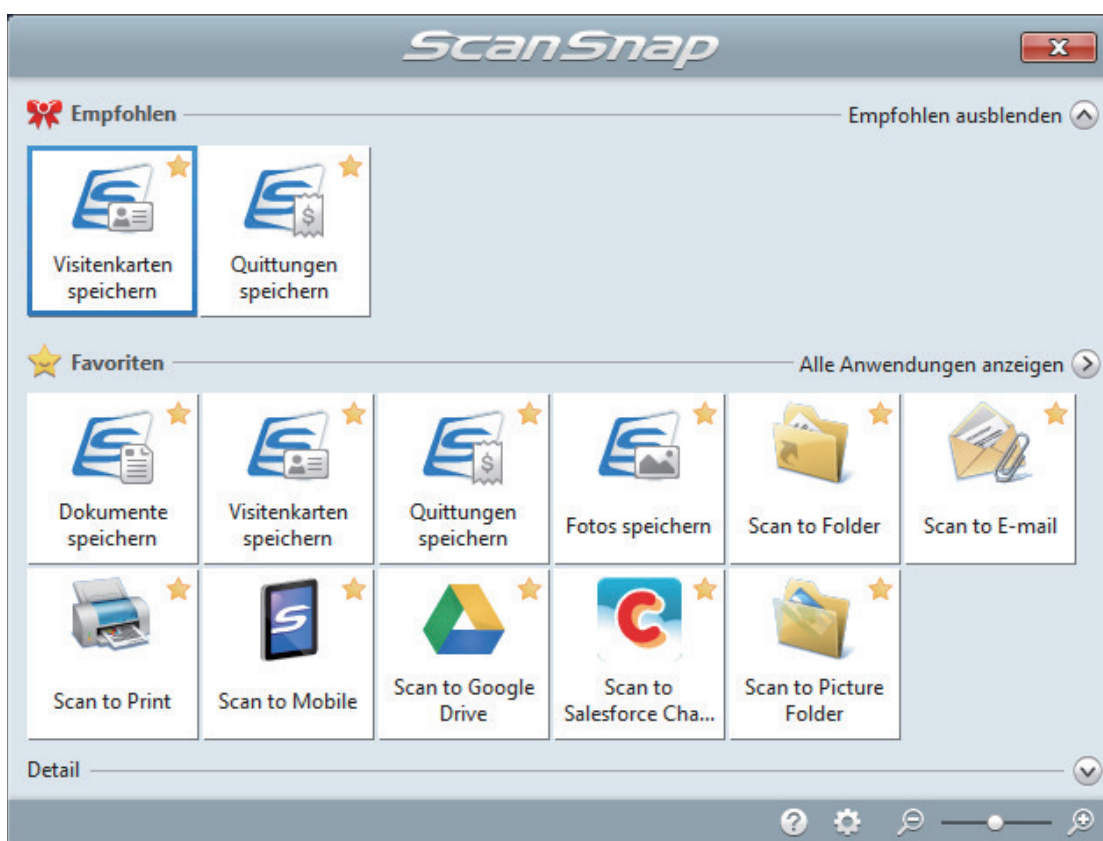 ScanSnap
x
Empfohlen
Empfohlen ausblenden
Visitenkarten
speichern
Quittungen
speichern
Favoriten
Alle Anwendungen anzeigen
Dokumente
speichern
Visitenkarten
speichern
Quittungen
speichern
Fotos speichern
Scan to Folder
Scan to E-mail
Scan to Print
Scan to Mobile
Scan to Google
Drive
Scan to
Salesforce Cha...
Scan to Picture
Folder
Detail